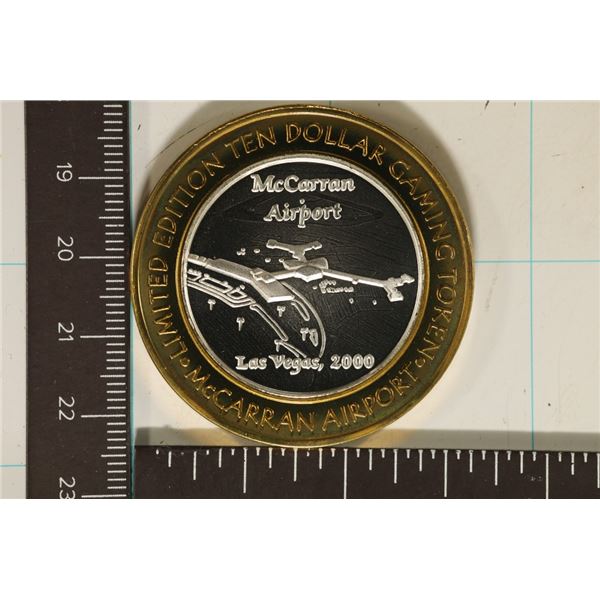 LIMITED EDITION TEN DOLLAR GAMING TOKEN
McCarran
Airport
Las Vegas, 2000
• McCARRAN AIRPORT •
19
20
21
22
23